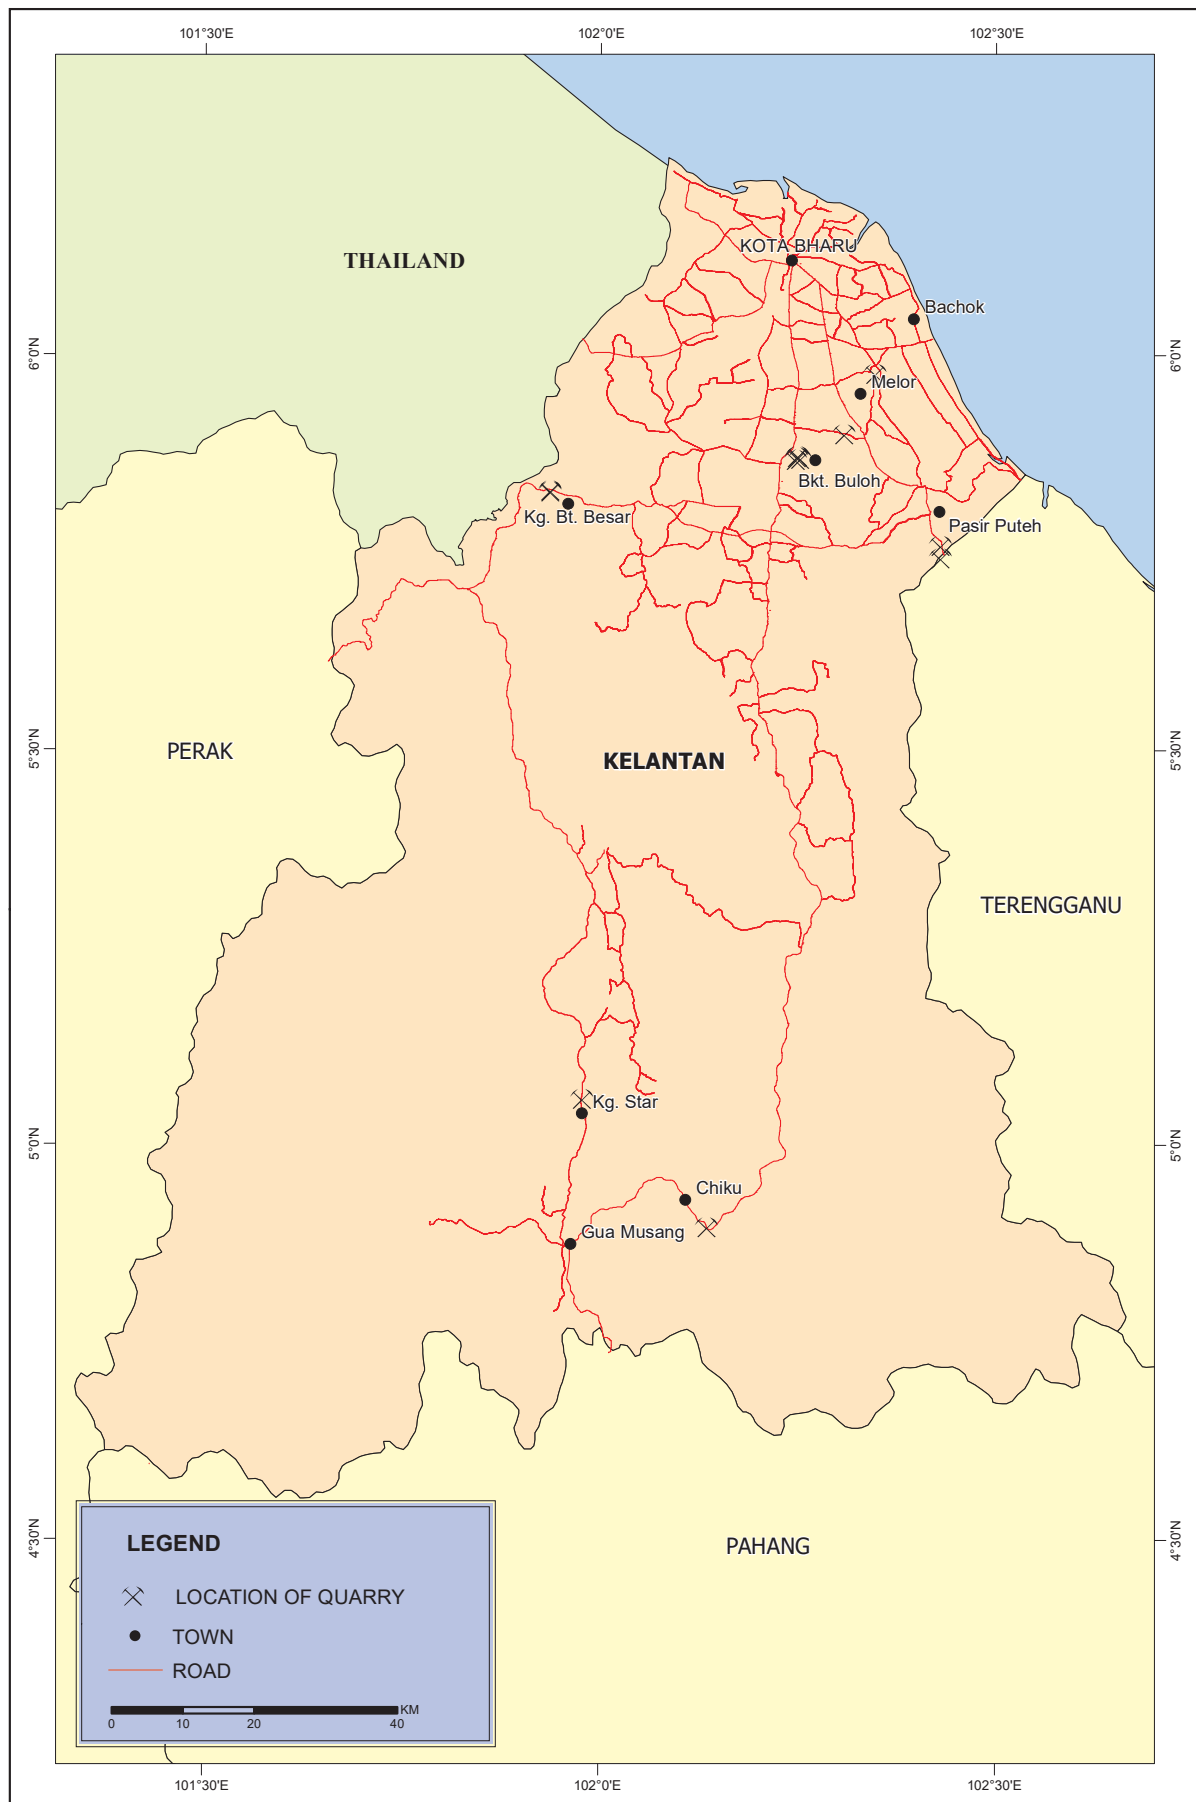 101°30'E
102°0'E
102°30'E
THAILAND
KOTA BHARU
Bachok
6°0'N
6°0'N
Melor
Bkt. Buloh
Kg. Bt. Besar
Pasir Puteh
5°30'N
PERAK
KELANTAN
5°30'N
TERENGGANU
Kg. Star
5°0'N
5°0'N
Chiku
Gua Musang
4°30'N
PAHANG
4°30'N
LEGEND
LOCATION OF QUARRY
TOWN
ROAD
KM
0 10 20 40
101°30'E
102°0'E
102°30'E